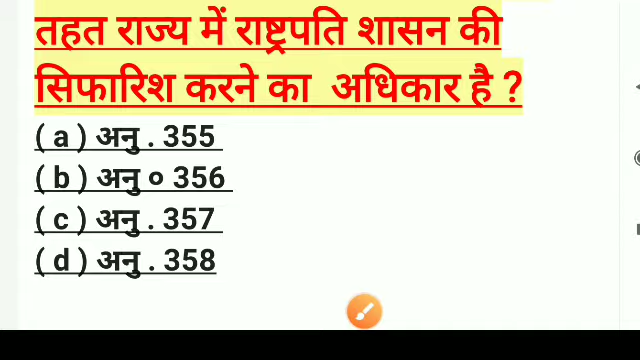 तहत राज्य में राष्ट्रपति शासन की
सिफारिश करने का अधिकार है ?
( a ) अनु . 355
( b ) अनु ० 356
( c ) अनु . 357
( d ) अनु . 358